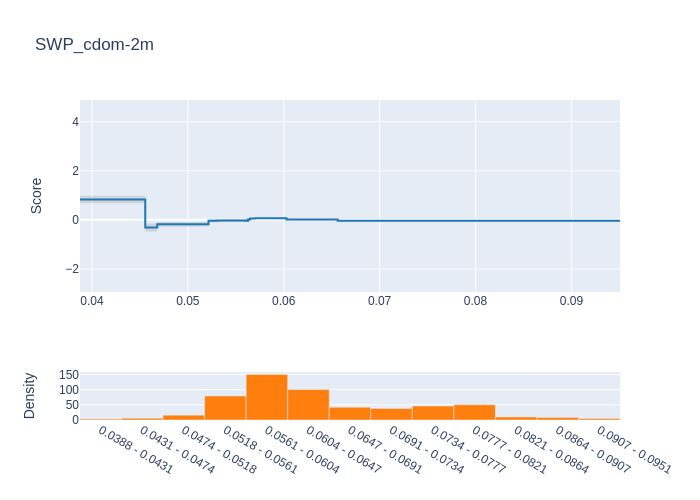 SWP_cdom-2m
Score
4
2
0
−2
0.04 0.05 0.06 0.07 0.08 0.09
Density
150
100
50
0
0.0388 - 0.0431
0.0431 - 0.0474
0.0474 - 0.0518
0.0518 - 0.0561
0.0561 - 0.0604
0.0604 - 0.0647
0.0647 - 0.0691
0.0691 - 0.0734
0.0734 - 0.0777
0.0777 - 0.0821
0.0821 - 0.0864
0.0864 - 0.0907
0.0907 - 0.0951